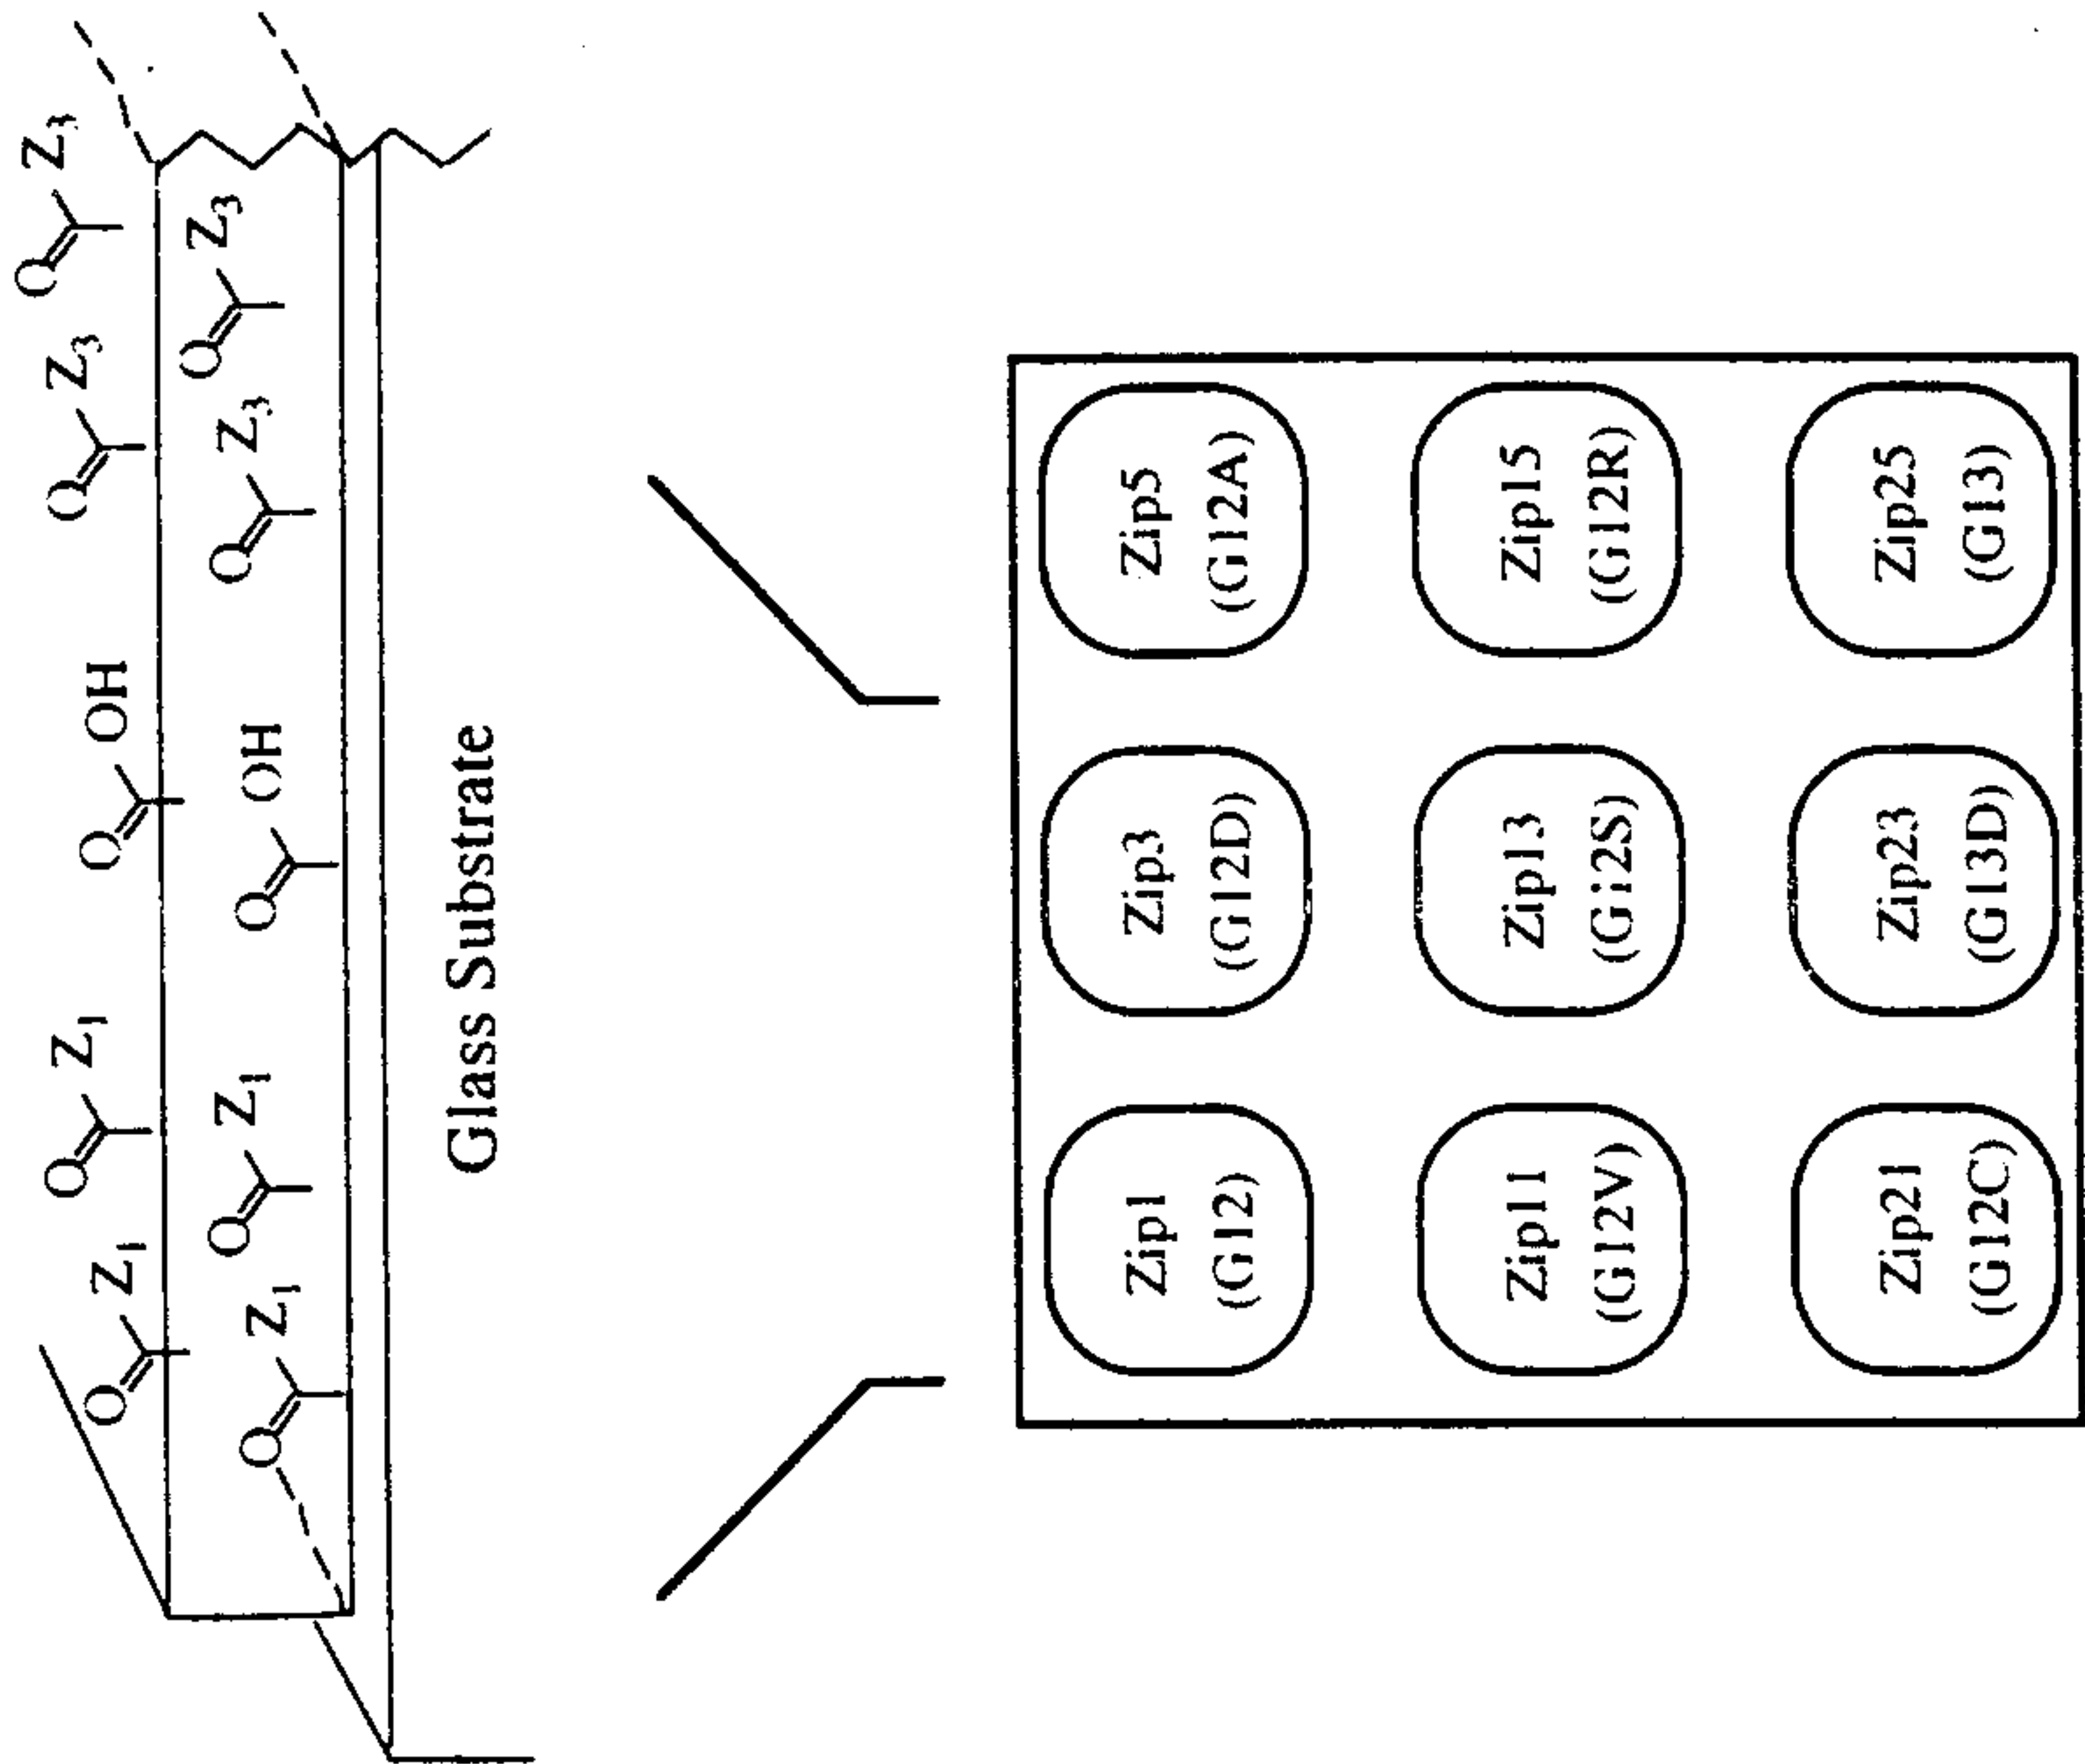 O Z₁ O Z₁ O OH O Z₃ O Z₃
O Z₁ O Z₁ O OH O Z₃ O Z₃
Glass Substrate
Zip1
(G12)
Zip3
(G12D)
Zip5
(G12A)
Zip11
(G12V)
Zip13
(Gi2S)
Zip15
(G12R)
Zip21
(G12C)
Zip23
(G13D)
Zip25
(G13)